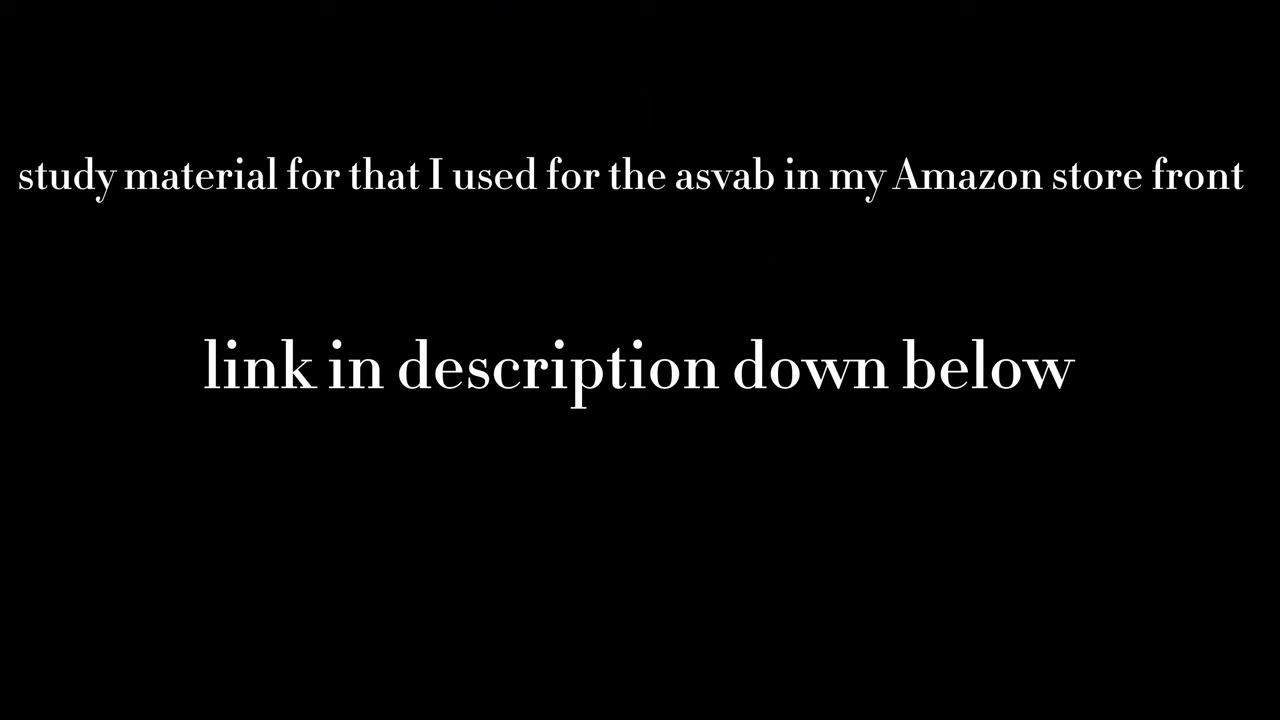 study material for that I used for the asvab in my Amazon store front
link in description down below